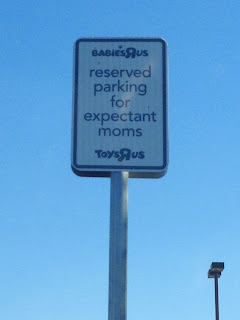 BABIES"R"US
reserved
parking
for
expectant
moms
TOYS"R"US